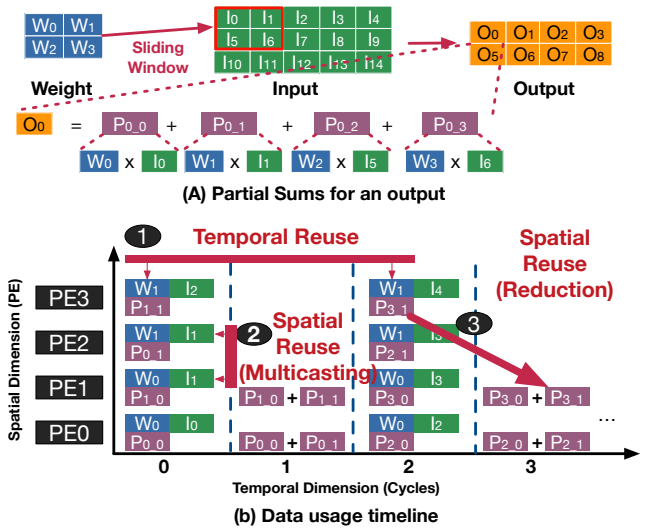 W0 W1
W2 W3
Weight
Sliding
Window
I0 I1 I2 I3 I4
I5 I6 I7 I8 I9
I10 I11 I12 I13 I14
Input
O0 O1 O2 O3
O5 O6 O7 O8
Output
O0 = P0_0 + P0_1 + P0_2 + P0_3
W0 x I0 W1 x I1 W2 x I5 W3 x I6
(A) Partial Sums for an output
1 Temporal Reuse
Spatial
Reuse
(Reduction)
Spatial Dimension (PE)
PE3 W1 I2 W1 I4
P1_1 P3_1
3
PE2 W1 I1 W1 I3
P0_1 P2_1
2
Spatial
Reuse
(Multicasting)
PE1 W0 I1 W0 I3
P1_0 P1_0 + P1_1 P3_0 P3_0 + P3_1
...
PE0 W0 I0 W0 I2
P0_0 P0_0 + P0_1 P2_0 P2_0 + P2_1
0 1 2 3
Temporal Dimension (Cycles)
(b) Data usage timeline